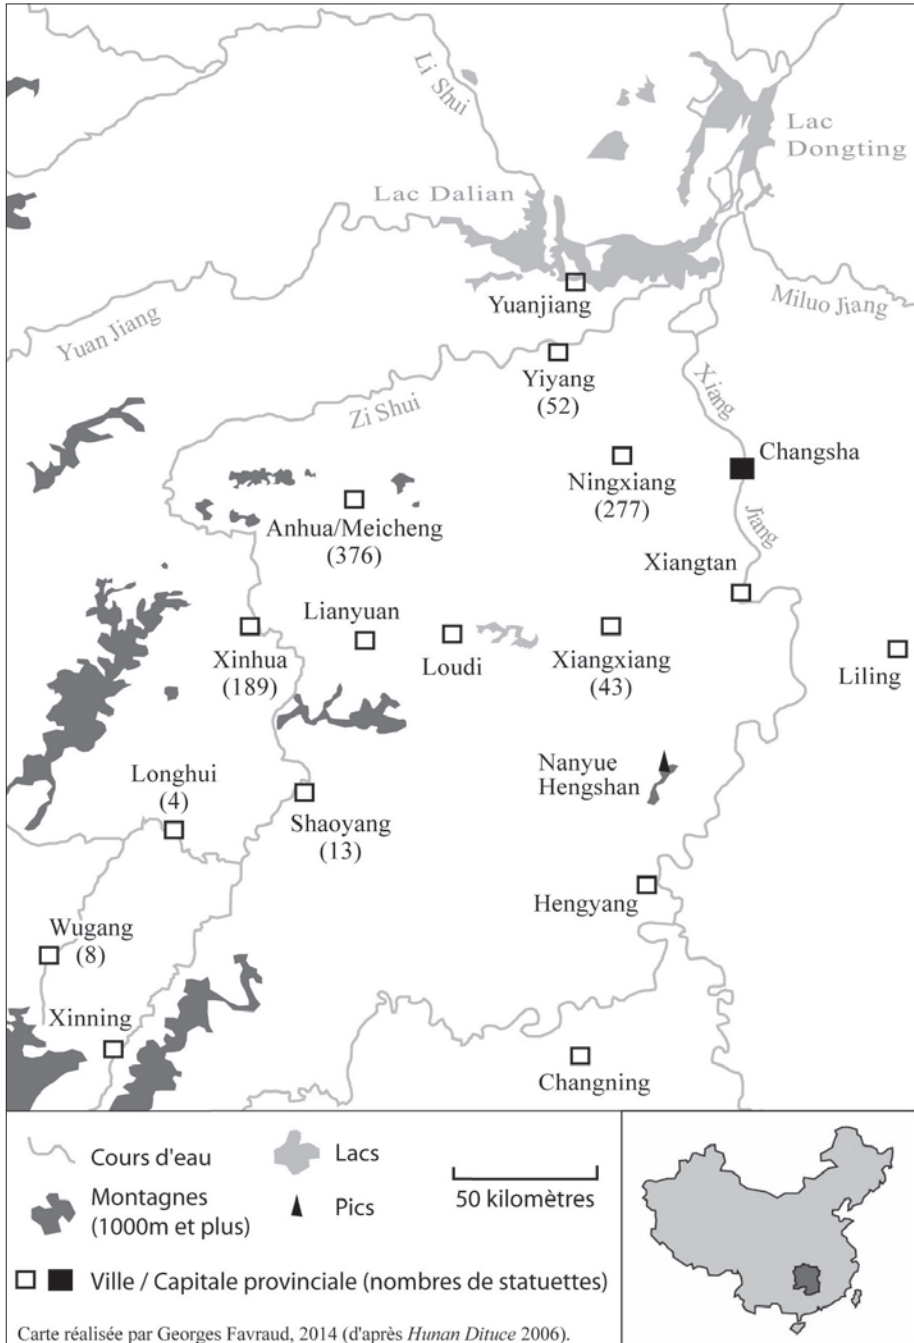 Li Shui
Lac
Dongting
Lac Dalian
Yuanjiang
Miluo Jiang
Yuan Jiang
Yiyang
(52)
Zi Shui
Xiang
Jiang
Changsha
Ningxiang
(277)
Anhua/Meicheng
(376)
Xiangtan
Lianyuan
Xinhua
(189)
Loudi
Xiangxiang
(43)
Liling
Nanyue
Hengshan
Longhui
(4)
Shaoyang
(13)
Hengyang
Wugang
(8)
Xinning
Changning
Cours d'eau
Lacs
50 kilomètres
Montagnes
(1000m et plus)
Pics
Ville / Capitale provinciale (nombres de statuettes)
Carte réalisée par Georges Favraud, 2014 (d'après Hunan Dituce 2006).